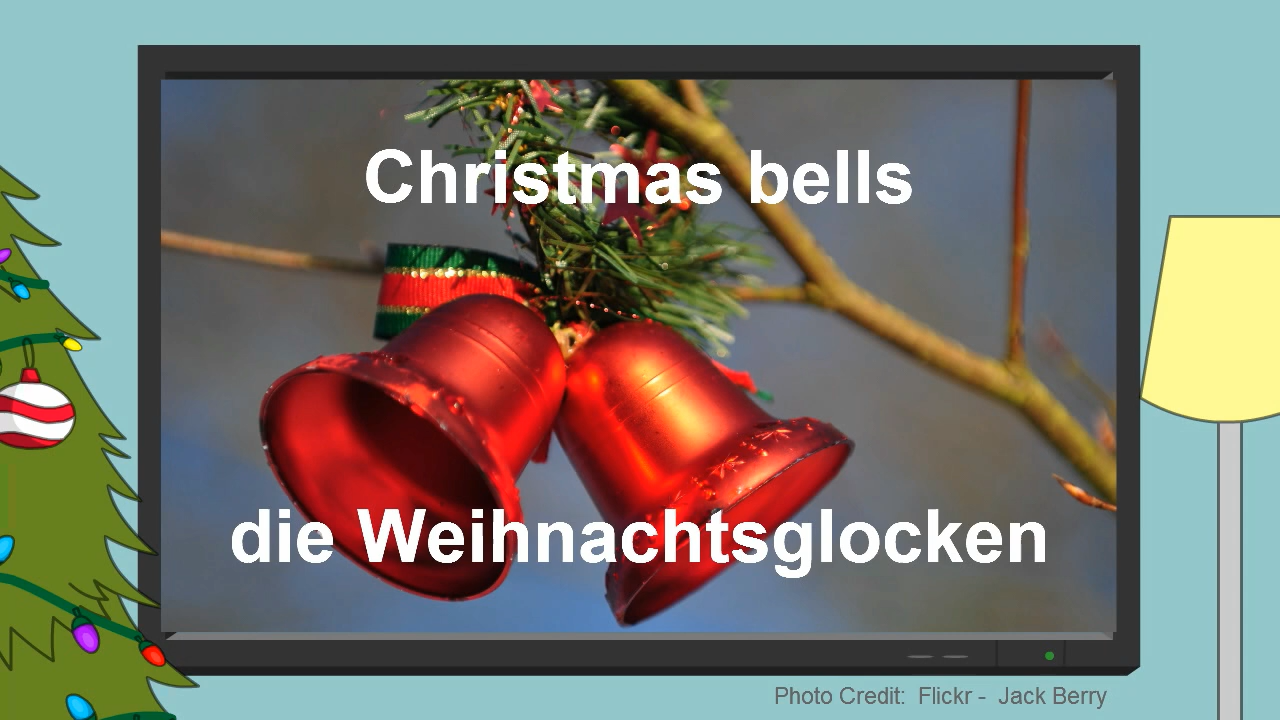 Christmas bells
die Weihnachtsglocken
Photo Credit: Flickr - Jack Berry